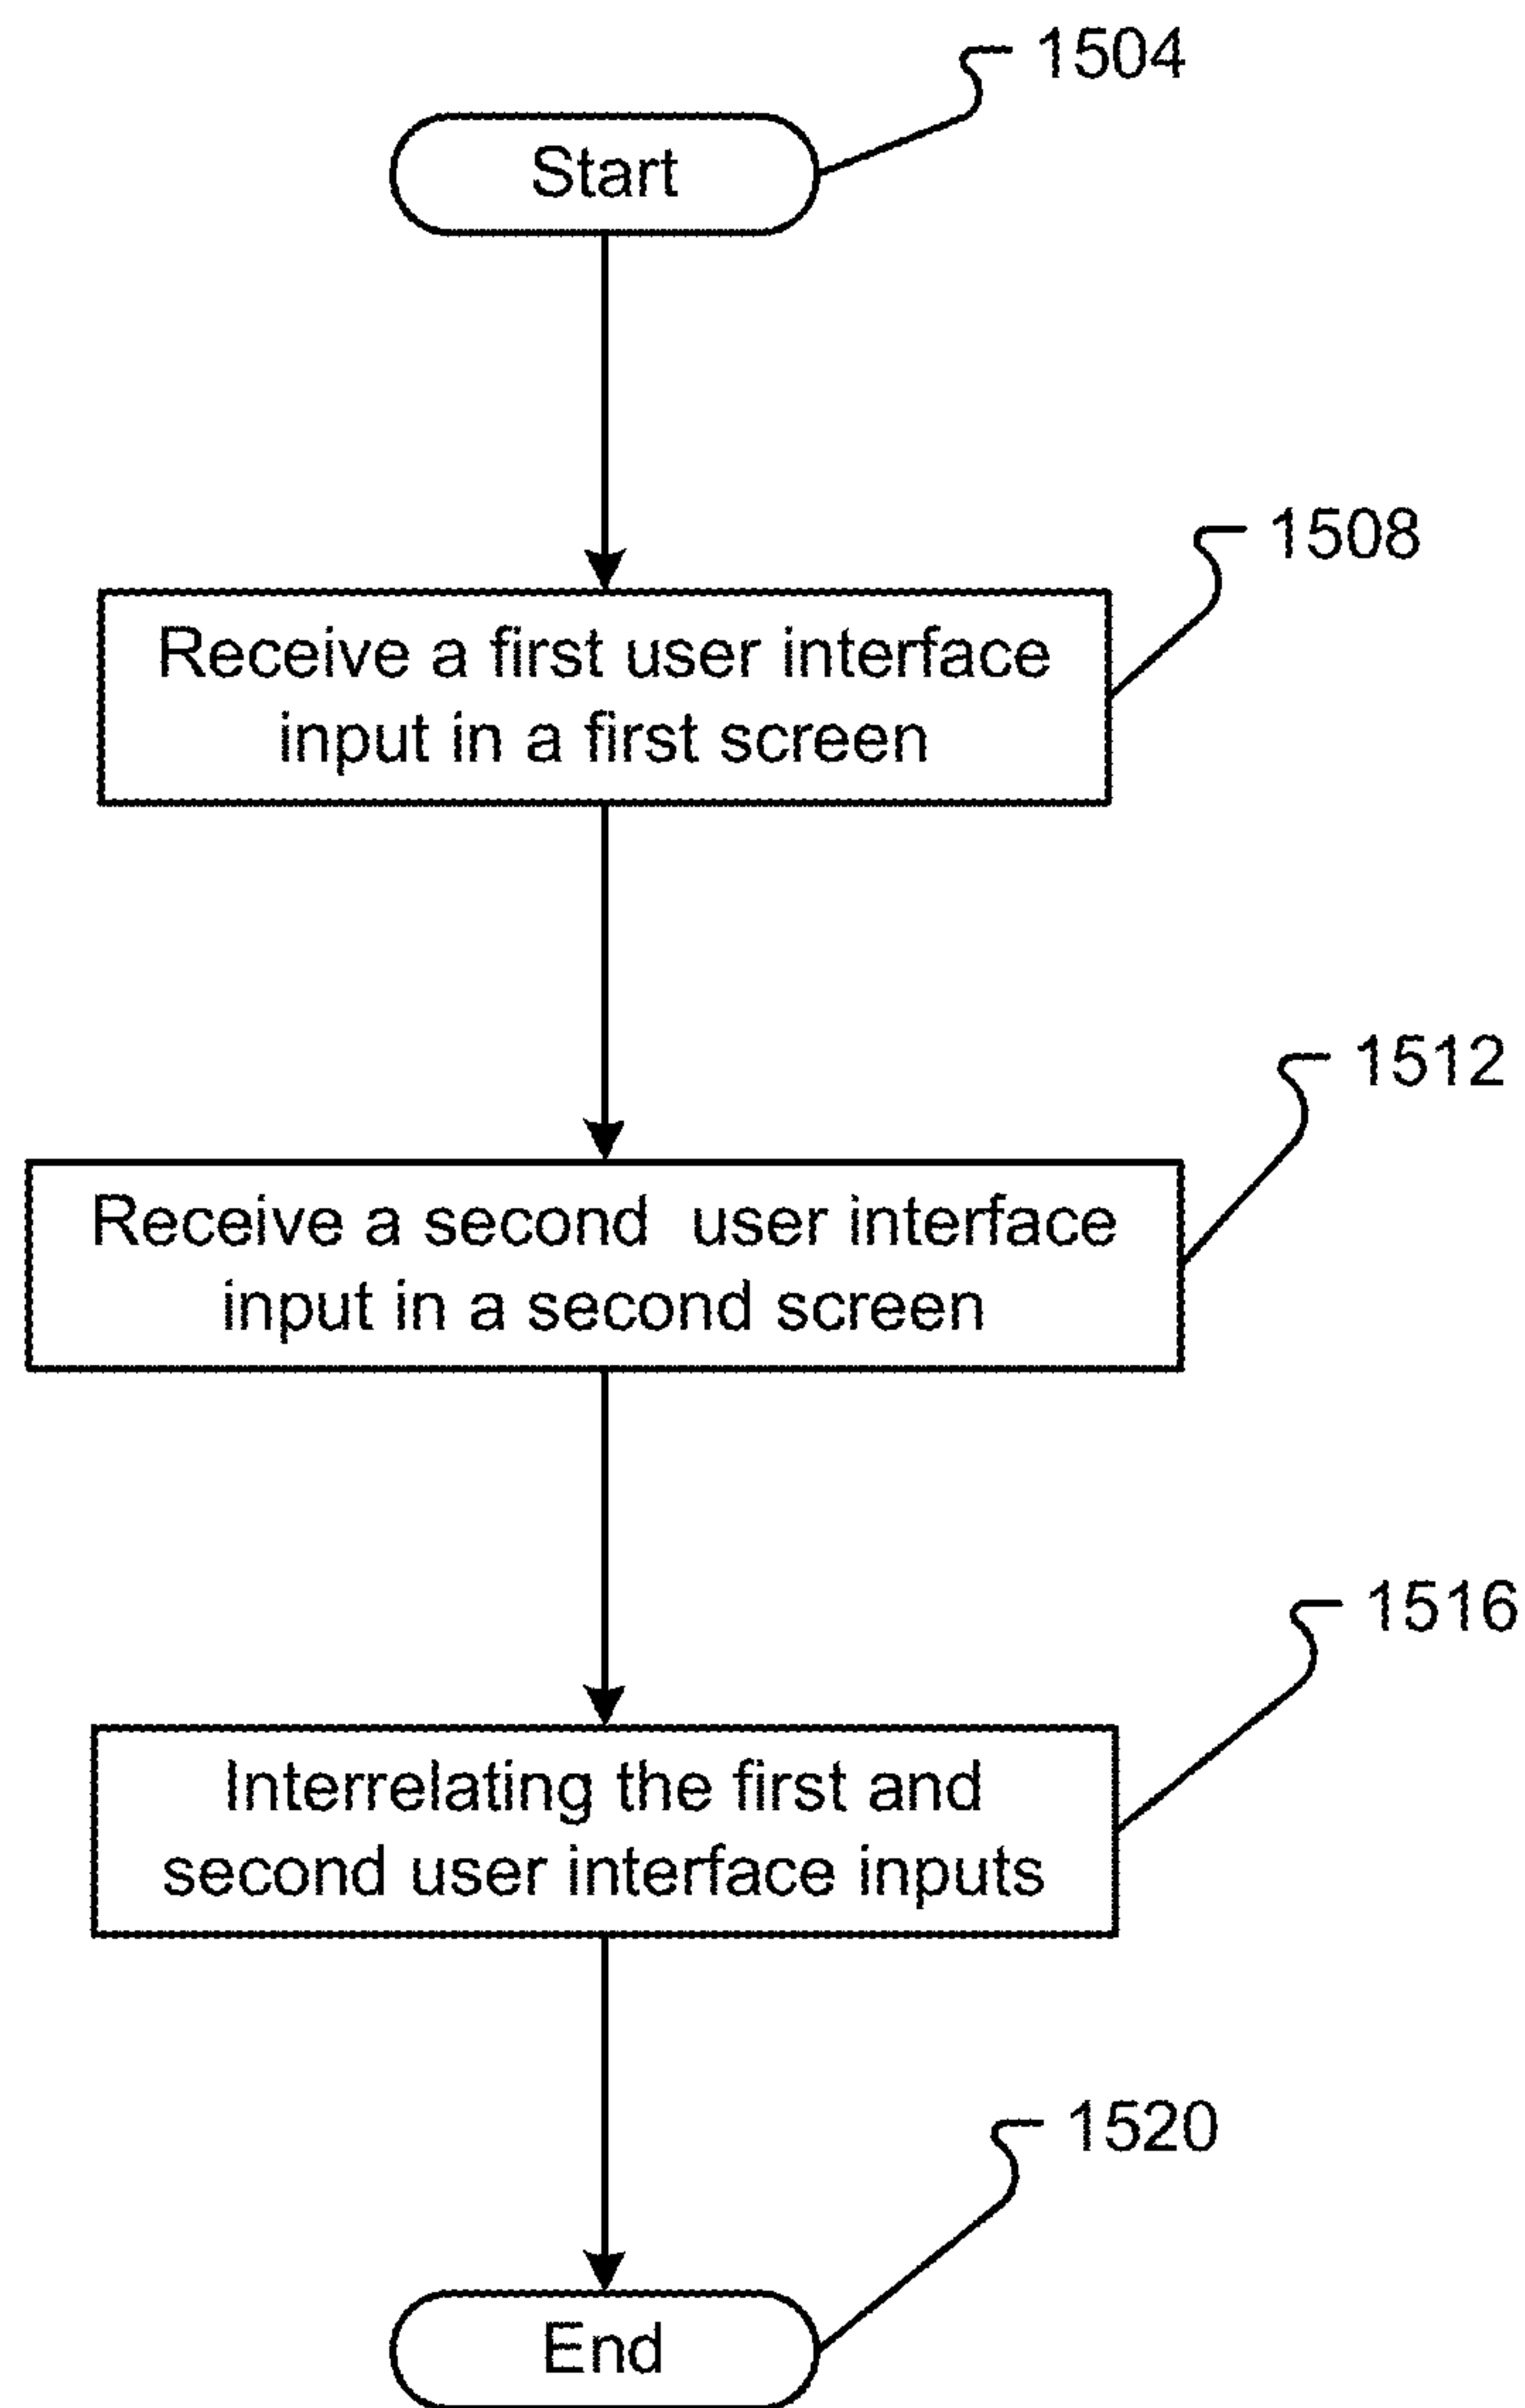 1504
Start
1508
Receive a first user interface
input in a first screen
1512
Receive a second  user interface
input in a second screen
1516
Interrelating the first and
second user interface inputs
1520
End